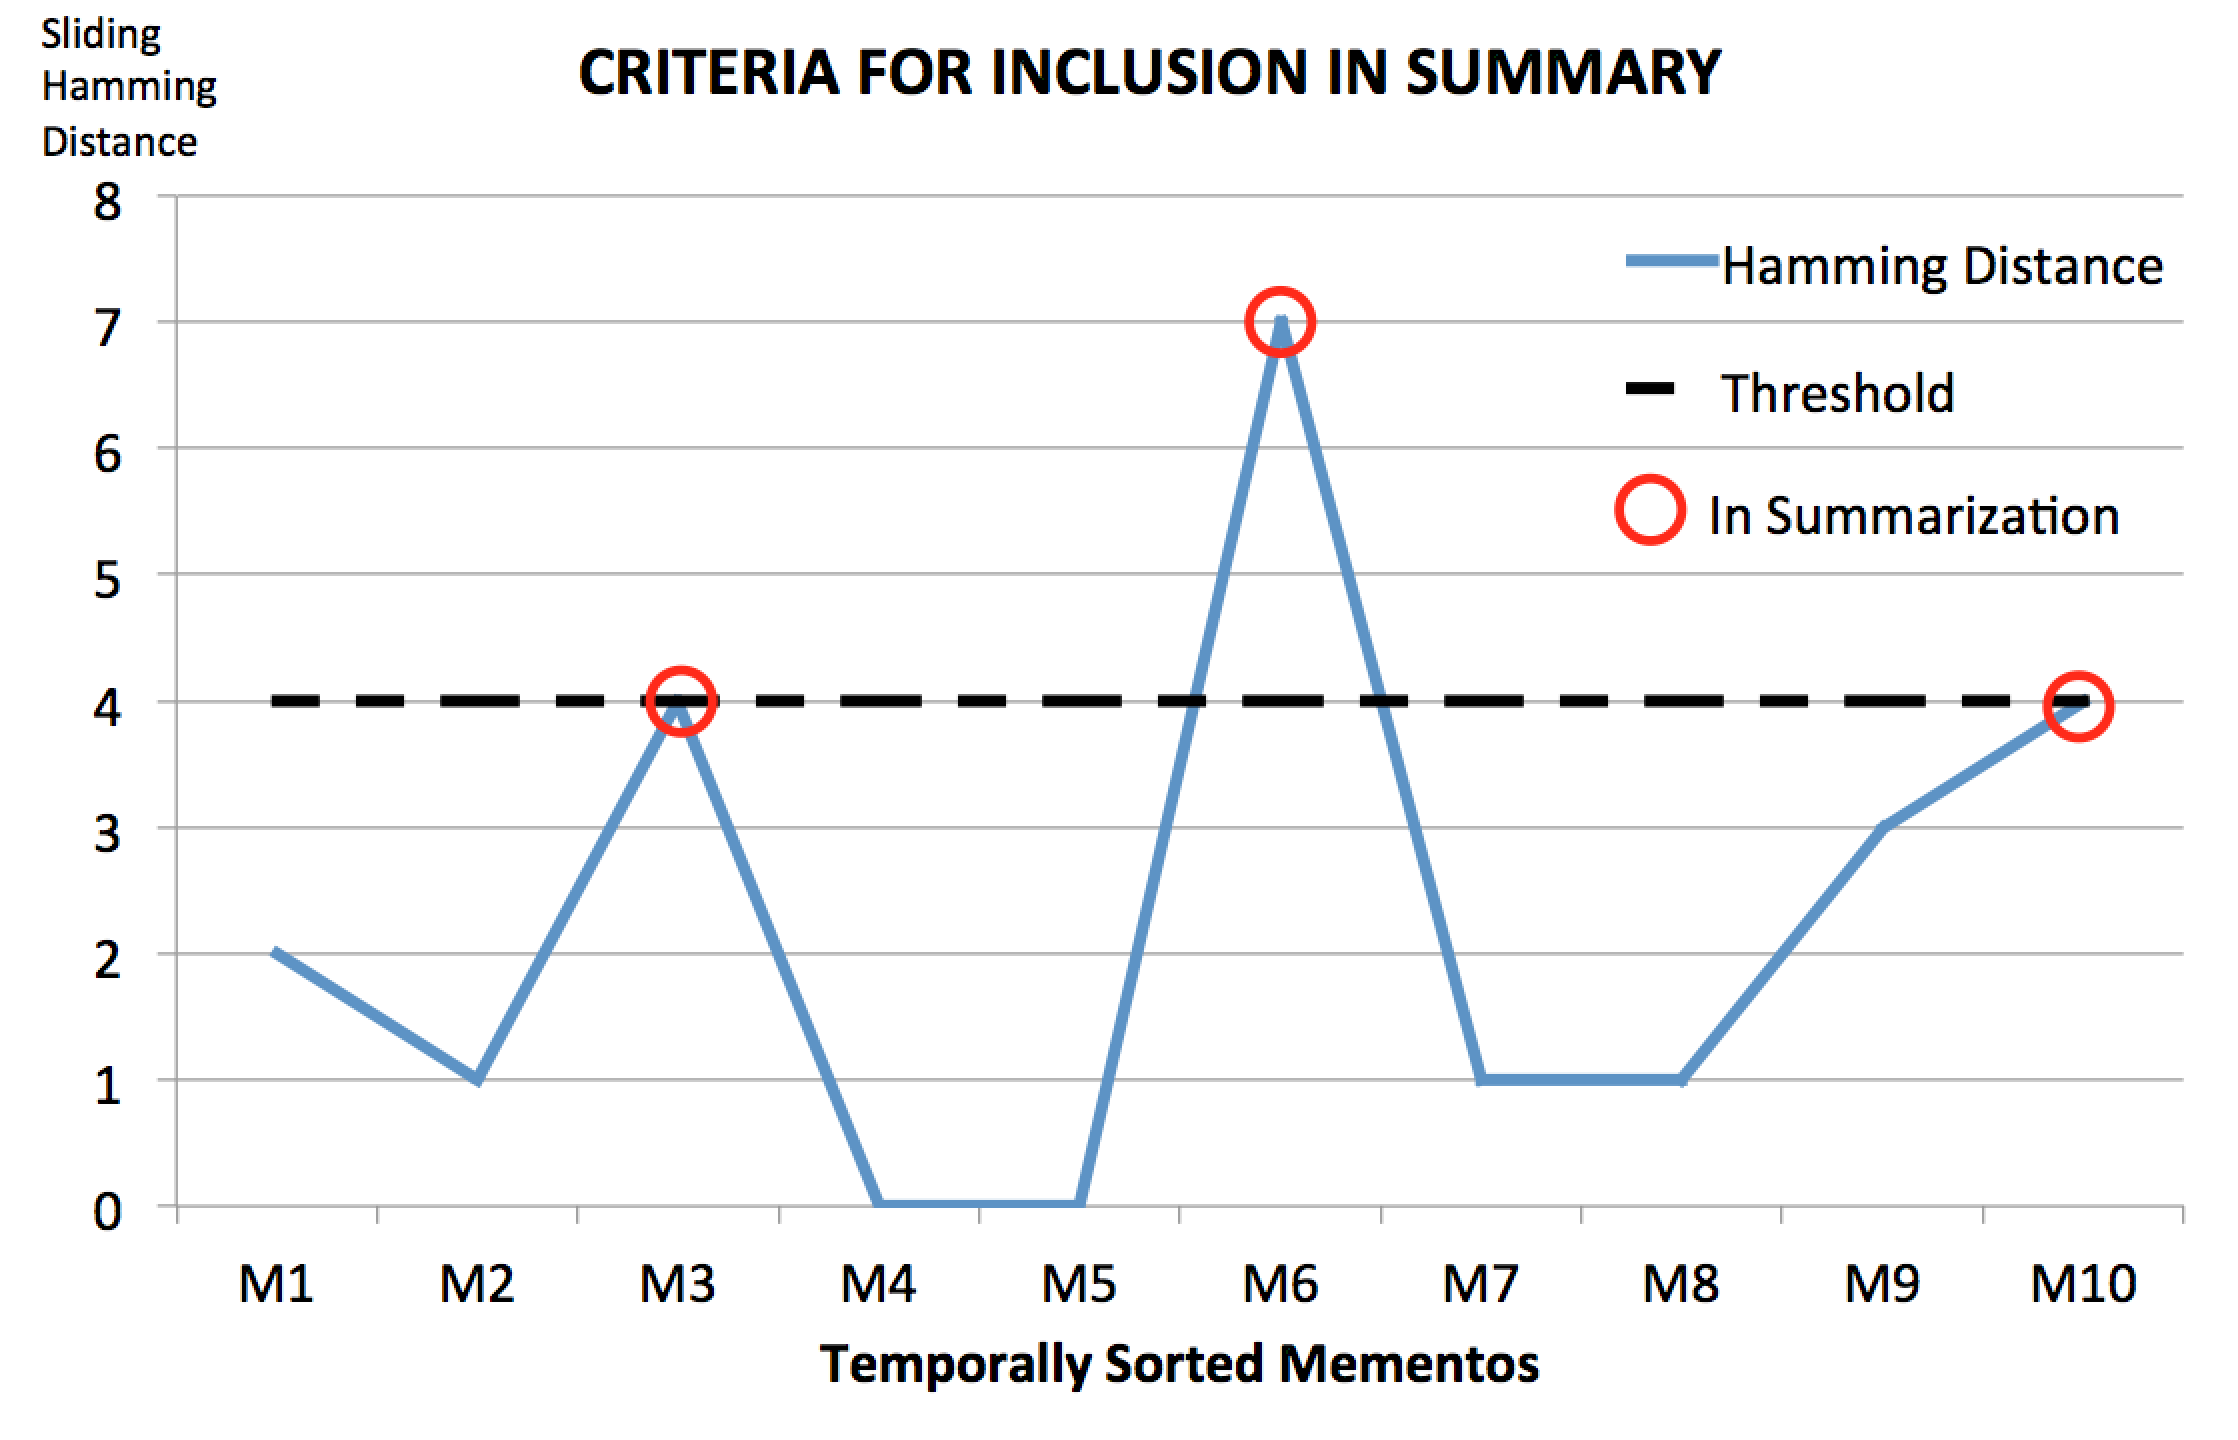 Sliding
Hamming
Distance
CRITERIA FOR INCLUSION IN SUMMARY
8
7
6
5
4
3
2
1
0
Hamming Distance
Threshold
In Summarization
M1 M2 M3 M4 M5 M6 M7 M8 M9 M10
Temporally Sorted Mementos